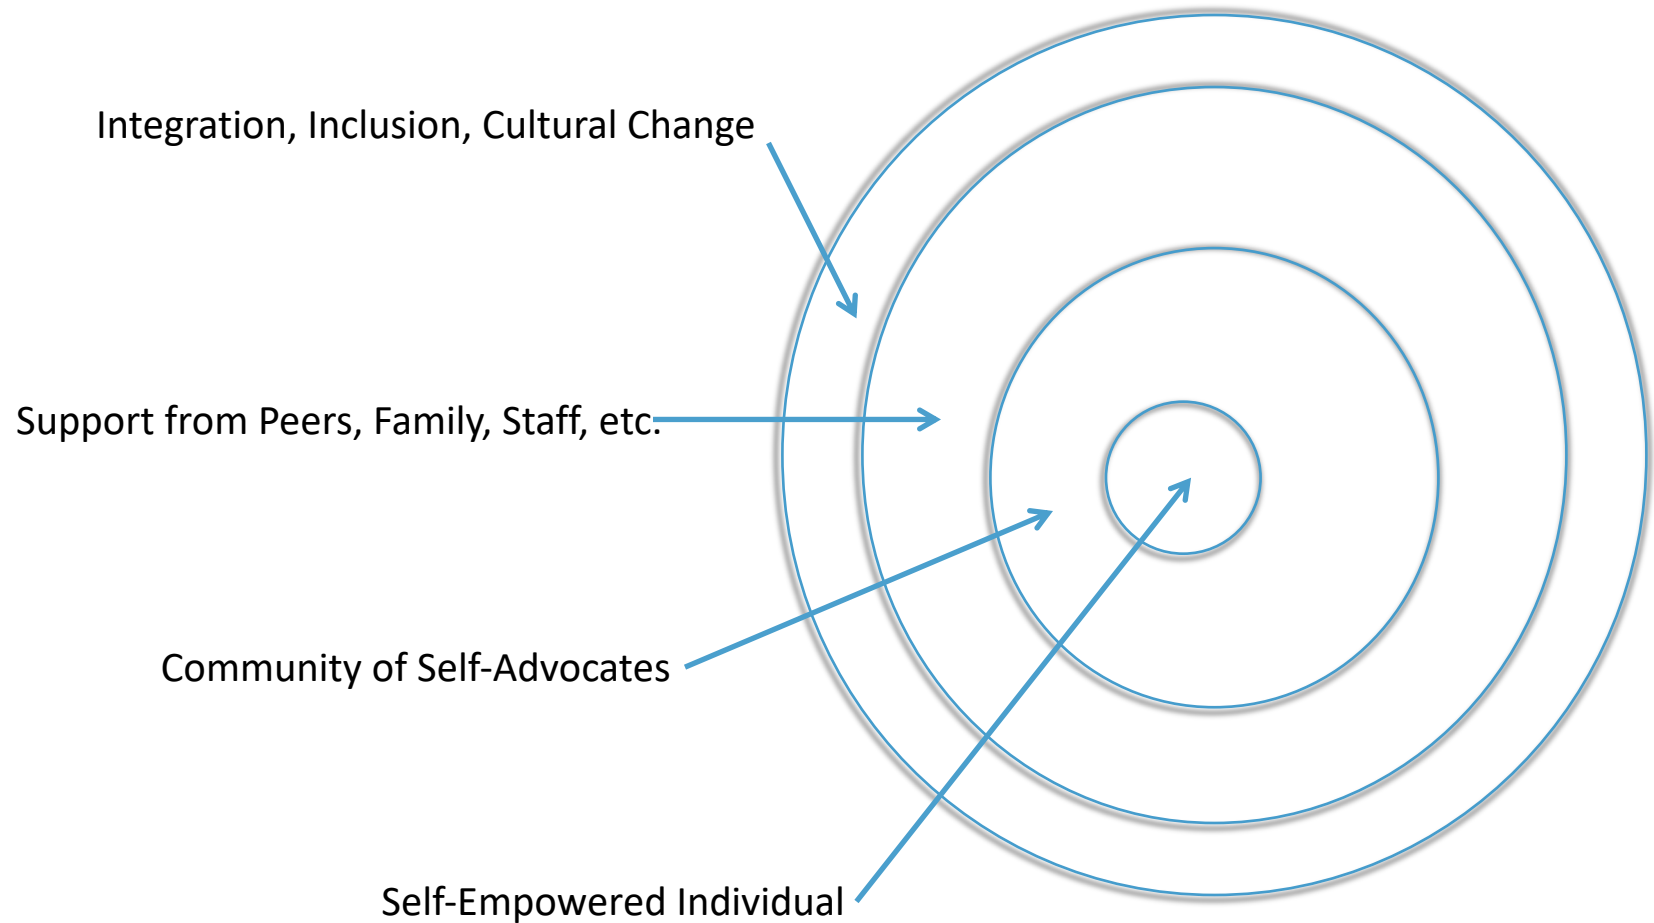 Integration, Inclusion, Cultural Change
Support from Peers, Family, Staff, etc.
Community of Self-Advocates
Self-Empowered Individual